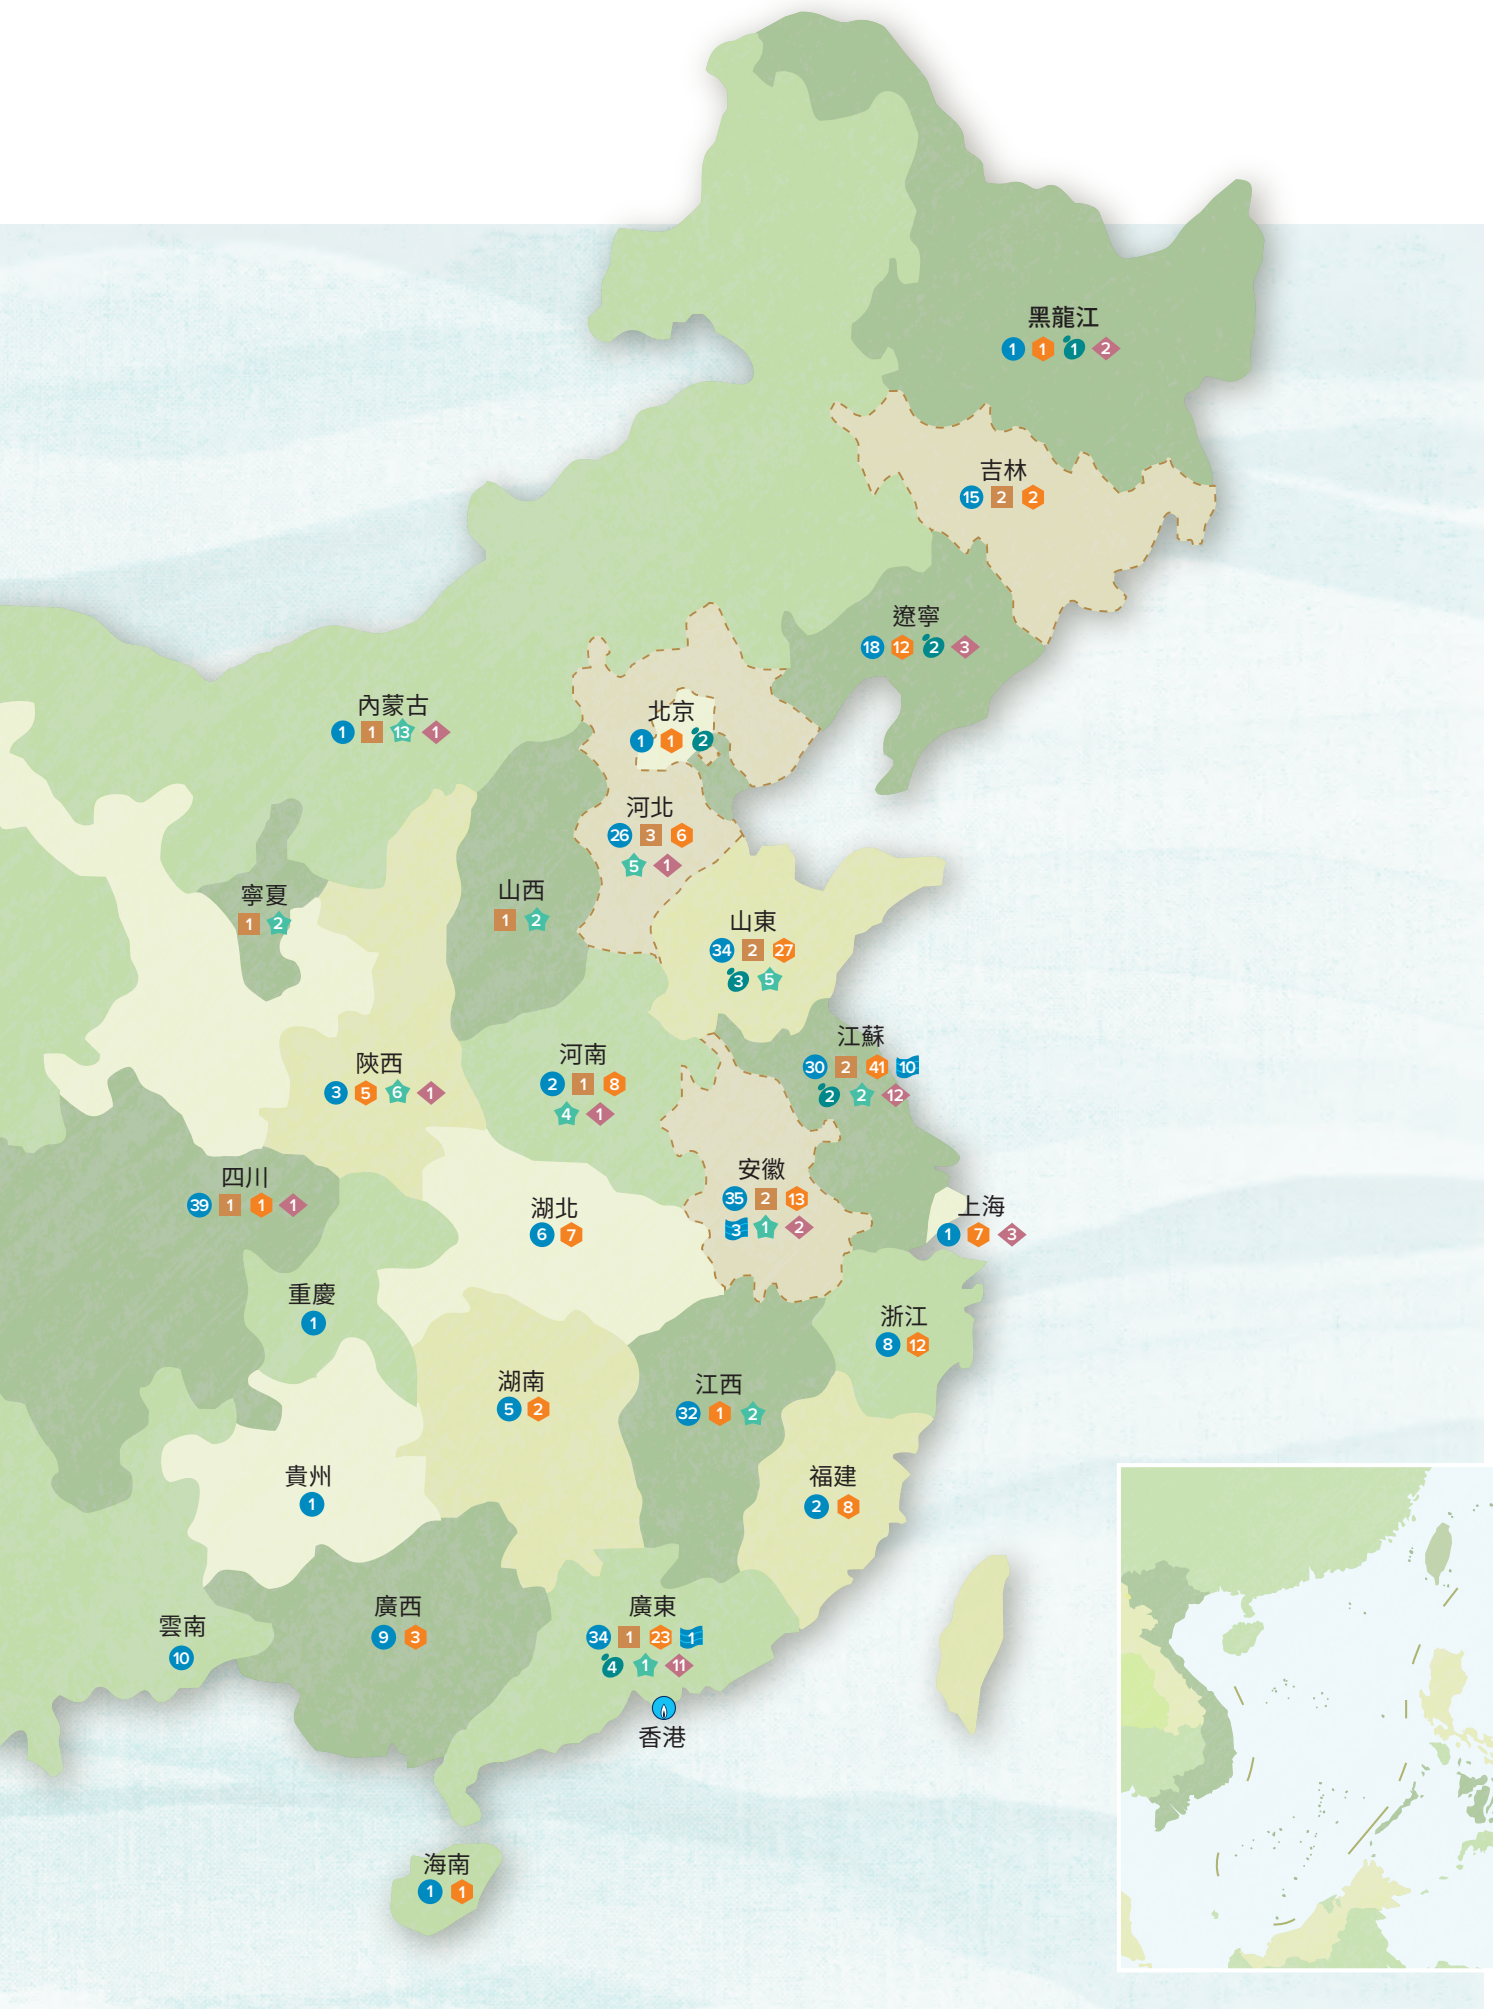 黑龍江
1 1 1 2
吉林
15 2 2
遼寧
18 12 2 3
內蒙古
1 1 13 1
北京
1 1 2
河北
26 3 6
5 1
寧夏
1 2
山西
1 2
山東
34 2 27
3 5
江蘇
30 2 41 10
2 2 12
陝西
3 5 6 1
河南
2 1 8
4 1
安徽
35 2 13
3 1 2
四川
39 1 1 1
湖北
6 7
上海
1 7 3
重慶
1
浙江
8 12
湖南
5 2
江西
32 1 2
貴州
1
福建
2 8
雲南
10
廣西
9 3
廣東
34 1 23 1
4 1 11
香港
海南
1 1